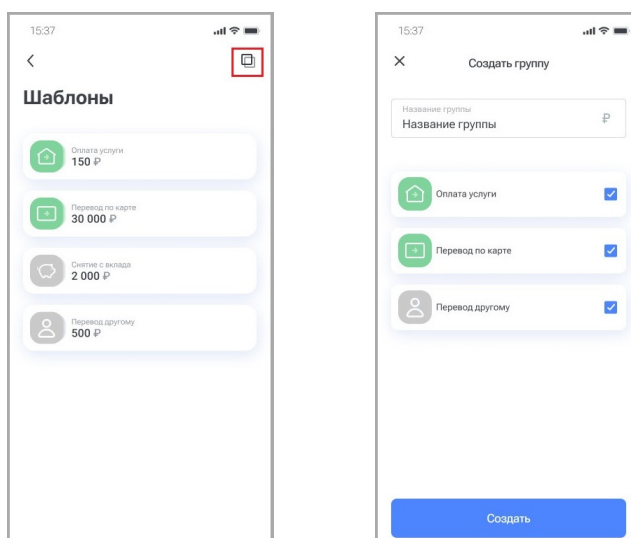 15:37
Шаблоны
Оплата услуги
150 ₽
Перевод по карте
30 000 ₽
Снятие с вклада
2 000 ₽
Перевод другому
500 ₽
15:37
Создать группу
Название группы
Название группы
₽
Оплата услуги
Перевод по карте
Перевод другому
Создать